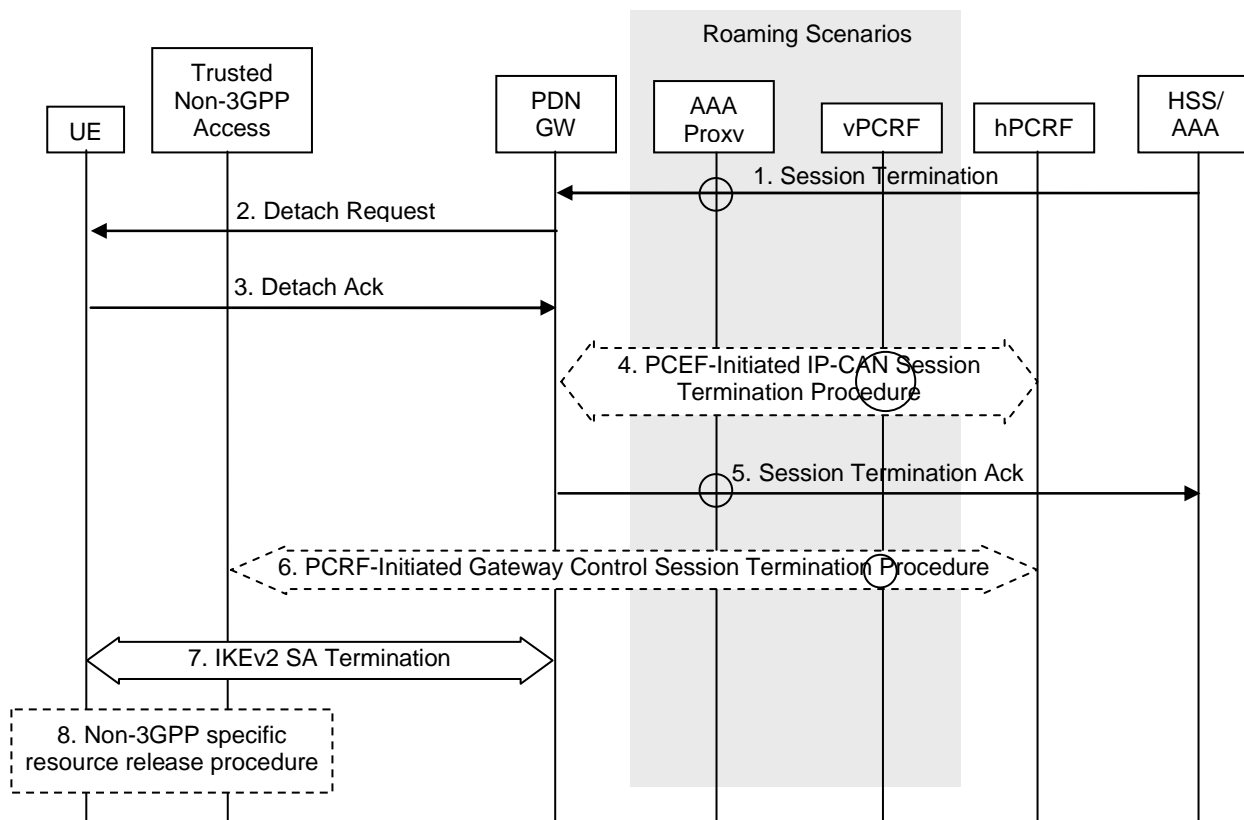 Roaming Scenarios
UE
Trusted
Non-3GPP
Access
PDN
GW
AAA
Proxv
vPCRF
hPCRF
HSS/
AAA
1. Session Termination
2. Detach Request
3. Detach Ack
4. PCEF-Initiated IP-CAN Session
Termination Procedure
5. Session Termination Ack
6. PCRF-Initiated Gateway Control Session Termination Procedure
7. IKEv2 SA Termination
8. Non-3GPP specific
resource release procedure